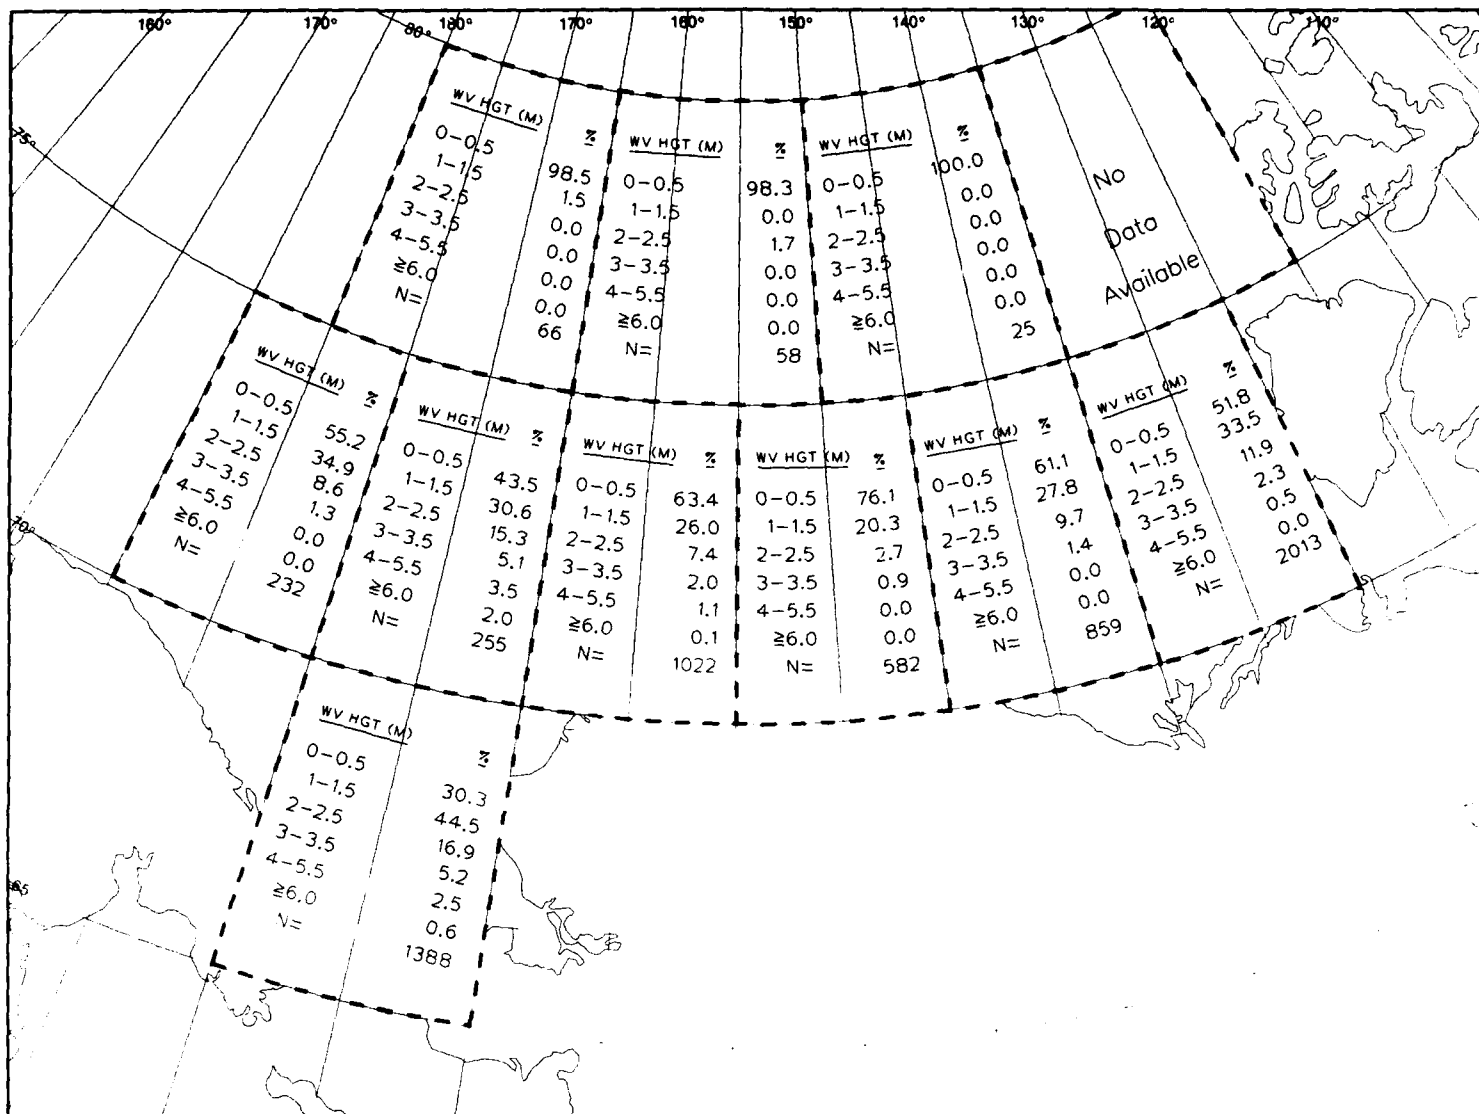 160° 170° 180° 170° 160° 150° 140° 130° 120° 110°
80°
75°
70°
65
WV HGT (M) %
0-0.5 98.5
1-1.5 1.5
2-2.5 0.0
3-3.5 0.0
4-5.5 0.0
≥6.0 0.0
N= 66
WV HGT (M) %
0-0.5 98.3
1-1.5 0.0
2-2.5 1.7
3-3.5 0.0
4-5.5 0.0
≥6.0 0.0
N= 58
WV HGT (M) %
0-0.5 100.0
1-1.5 0.0
2-2.5 0.0
3-3.5 0.0
4-5.5 0.0
≥6.0 0.0
N= 25
No
Data
Available
WV HGT (M) %
0-0.5 55.2
1-1.5 34.9
2-2.5 8.6
3-3.5 1.3
4-5.5 0.0
≥6.0 0.0
N= 232
WV HGT (M) %
0-0.5 43.5
1-1.5 30.6
2-2.5 15.3
3-3.5 5.1
4-5.5 3.5
≥6.0 2.0
N= 255
WV HGT (M) %
0-0.5 63.4
1-1.5 26.0
2-2.5 7.4
3-3.5 2.0
4-5.5 1.1
≥6.0 0.1
N= 1022
WV HGT (M) %
0-0.5 76.1
1-1.5 20.3
2-2.5 2.7
3-3.5 0.9
4-5.5 0.0
≥6.0 0.0
N= 582
WV HGT (M) %
0-0.5 61.1
1-1.5 27.8
2-2.5 9.7
3-3.5 1.4
4-5.5 0.0
≥6.0 0.0
N= 859
WV HGT (M) %
0-0.5 51.8
1-1.5 33.5
2-2.5 11.9
3-3.5 2.3
4-5.5 0.5
≥6.0 0.0
N= 2013
WV HGT (M) %
0-0.5 30.3
1-1.5 44.5
2-2.5 16.9
3-3.5 5.2
4-5.5 2.5
≥6.0 0.6
N= 1388